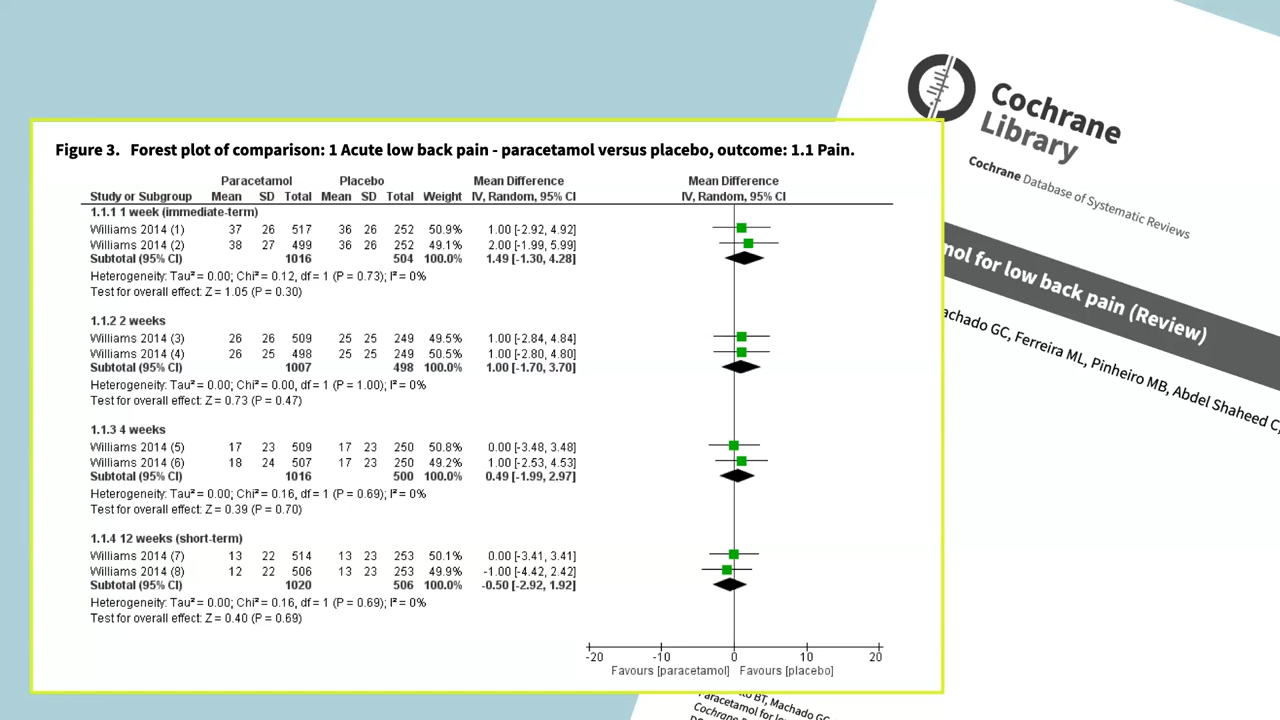 Figure 3. Forest plot of comparison: 1 Acute low back pain - paracetamol versus placebo, outcome: 1.1 Pain.
Paracetamol Placebo Mean Difference Mean Difference
Study or Subgroup Mean SD Total Mean SD Total Weight IV, Random, 95% CI IV, Random, 95% CI
1.1.1 1 week (immediate-term)
Williams 2014 (1) 37 26 517 36 26 252 50.9% 1.00 [-2.92, 4.92]
Williams 2014 (2) 38 27 499 36 26 252 49.1% 2.00 [-1.99, 5.99]
Subtotal (95% CI) 1016 504 100.0% 1.49 [-1.30, 4.28]
Heterogeneity: Tau² = 0.00; Chi² = 0.12, df = 1 (P = 0.73); I² = 0%
Test for overall effect: Z = 1.05 (P = 0.30)
1.1.2 2 weeks
Williams 2014 (3) 26 26 509 25 25 249 49.5% 1.00 [-2.84, 4.84]
Williams 2014 (4) 26 25 498 25 25 249 50.5% 1.00 [-2.80, 4.80]
Subtotal (95% CI) 1007 498 100.0% 1.00 [-1.70, 3.70]
Heterogeneity: Tau² = 0.00; Chi² = 0.00, df = 1 (P = 1.00); I² = 0%
Test for overall effect: Z = 0.73 (P = 0.47)
1.1.3 4 weeks
Williams 2014 (5) 17 23 509 17 23 250 50.8% 0.00 [-3.48, 3.48]
Williams 2014 (6) 18 24 507 17 23 250 49.2% 1.00 [-2.53, 4.53]
Subtotal (95% CI) 1016 500 100.0% 0.49 [-1.99, 2.97]
Heterogeneity: Tau² = 0.00; Chi² = 0.16, df = 1 (P = 0.69); I² = 0%
Test for overall effect: Z = 0.39 (P = 0.70)
1.1.4 12 weeks (short-term)
Williams 2014 (7) 13 22 514 13 23 253 50.1% 0.00 [-3.41, 3.41]
Williams 2014 (8) 12 22 506 13 23 253 49.9% -1.00 [-4.42, 2.42]
Subtotal (95% CI) 1020 506 100.0% -0.50 [-2.92, 1.92]
Heterogeneity: Tau² = 0.00; Chi² = 0.16, df = 1 (P = 0.69); I² = 0%
Test for overall effect: Z = 0.40 (P = 0.69)
-20 -10 0 10 20
Favours [paracetamol] Favours [placebo]
Cochrane
Library
Cochrane Database of Systematic Reviews
mol for low back pain (Review)
achado GC, Ferreira ML, Pinheiro MB, Abdel Shaheed C,
BT, Machado GC
Paracetamol for
Cochrane